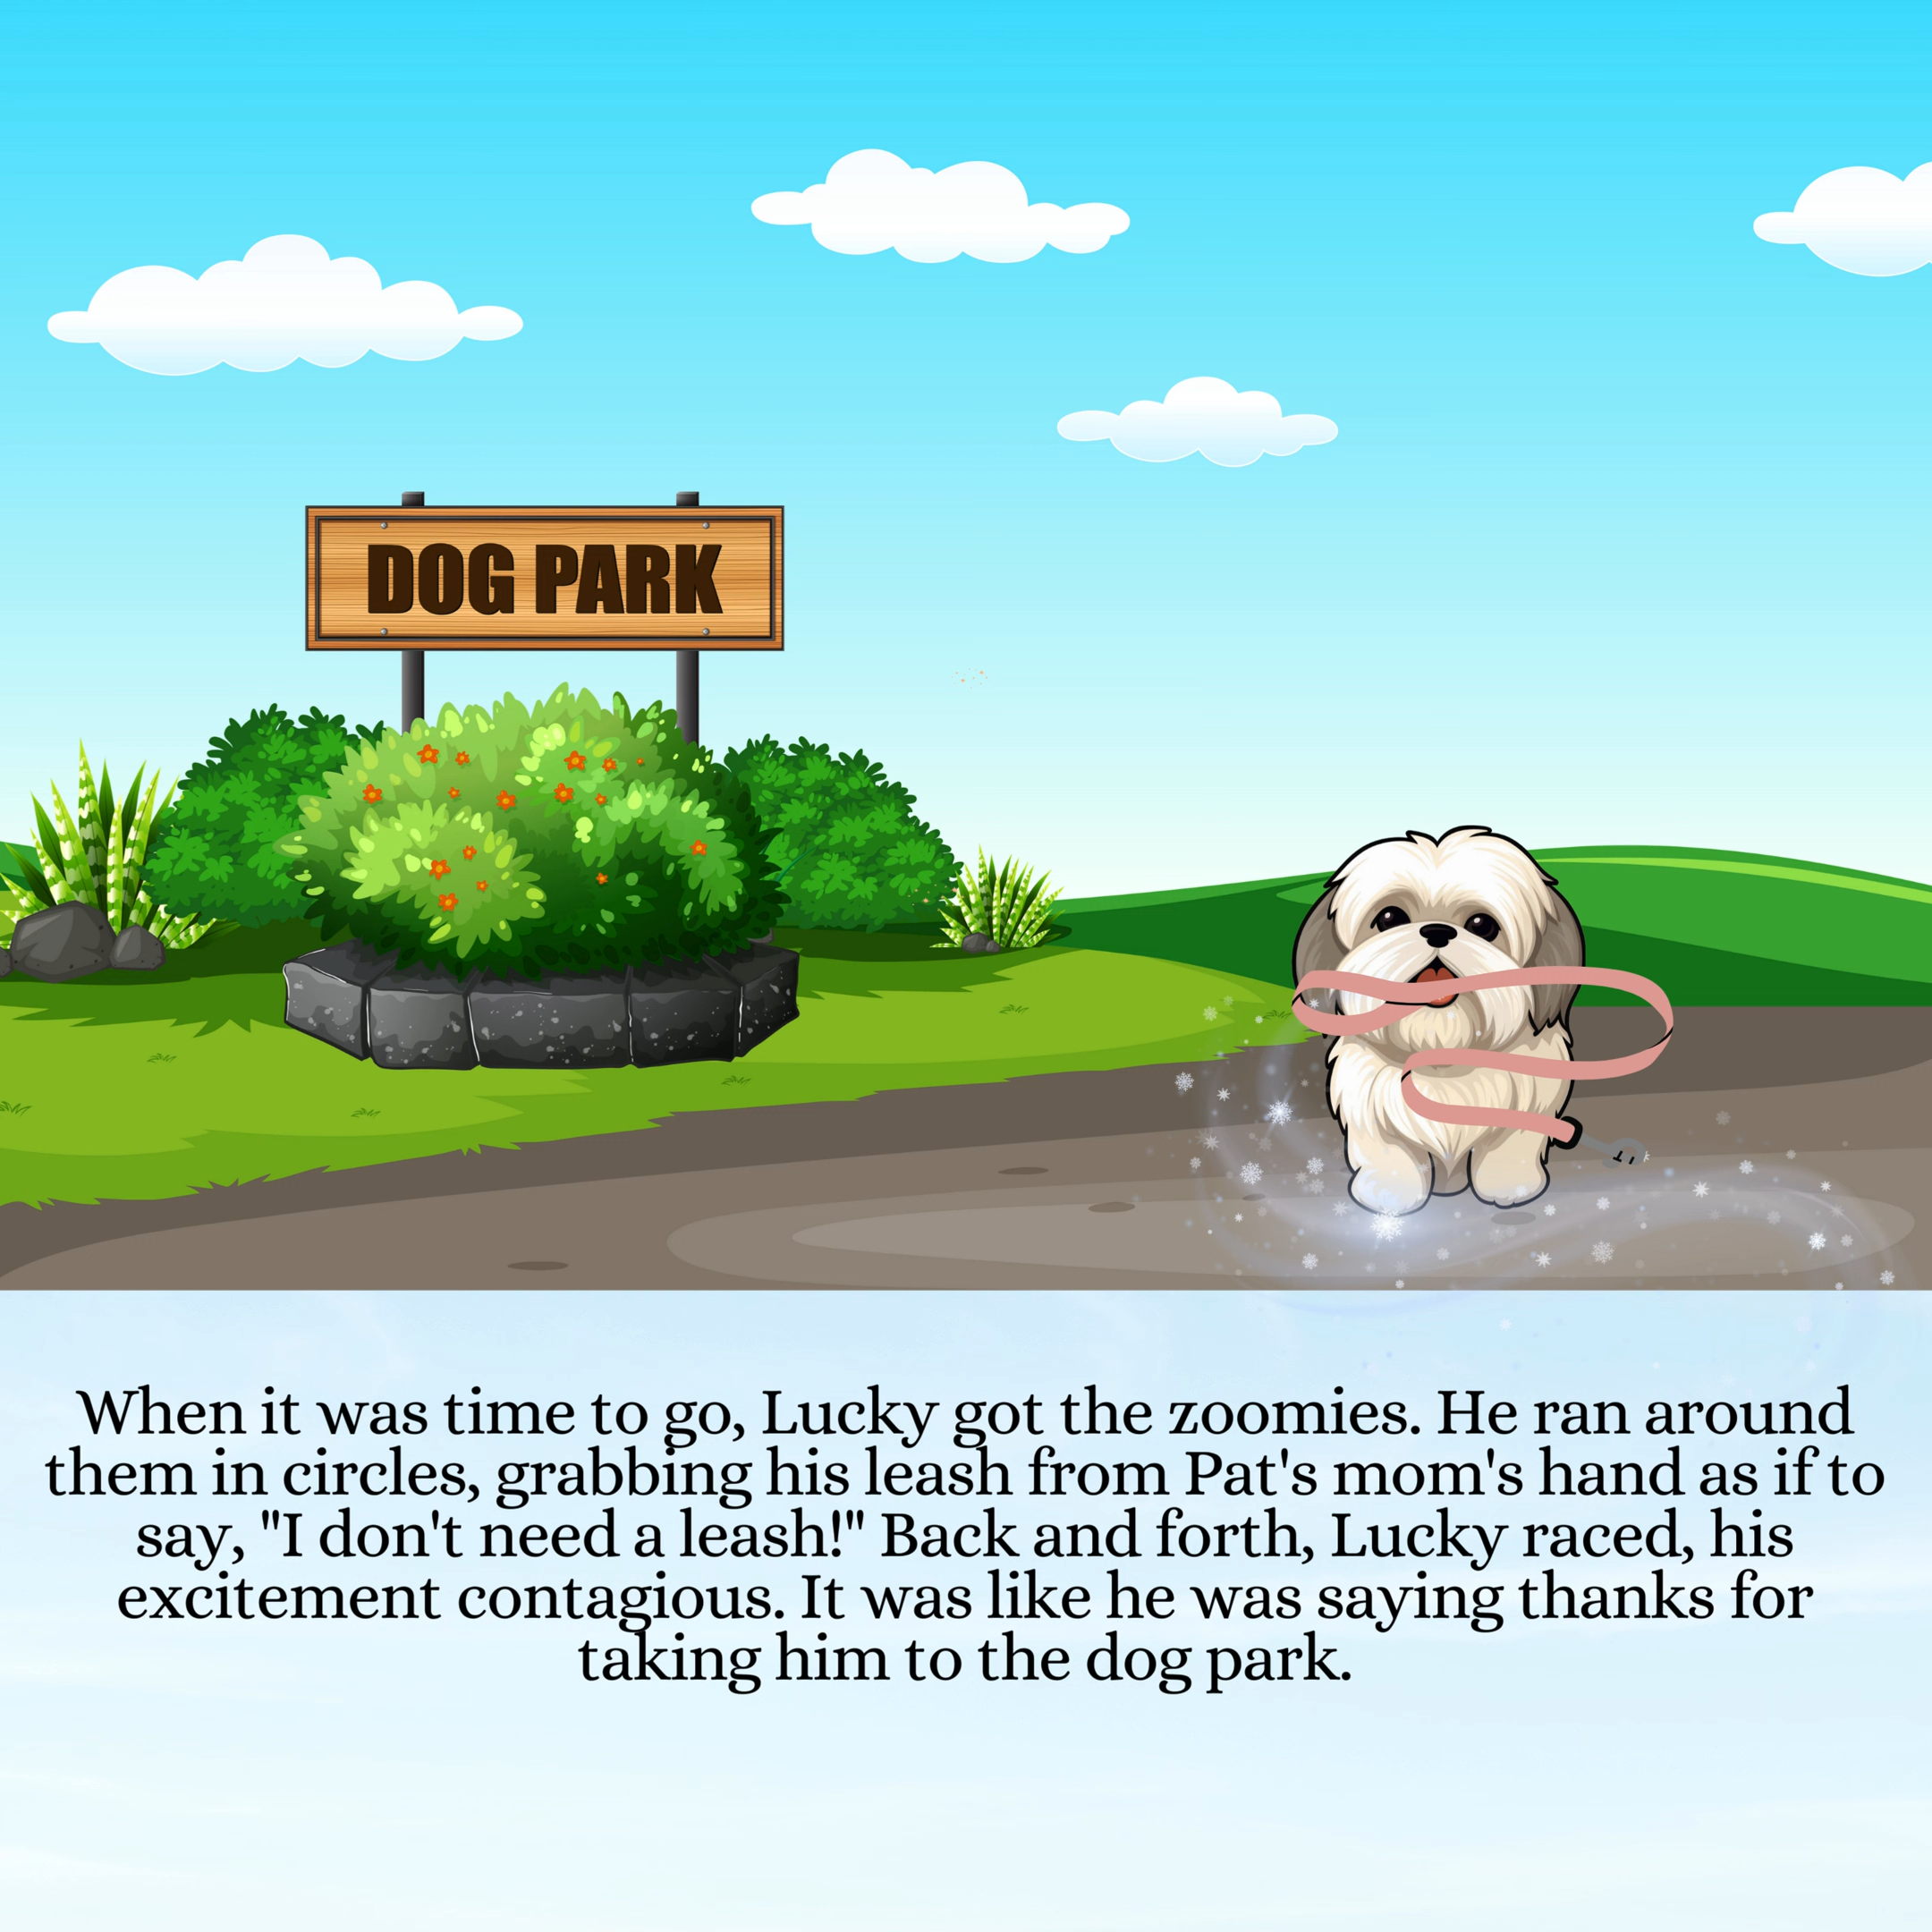 DOG PARK
When it was time to go, Lucky got the zoomies. He ran around
them in circles, grabbing his leash from Pat's mom's hand as if to
say, "I don't need a leash!" Back and forth, Lucky raced, his
excitement contagious. It was like he was saying thanks for
taking him to the dog park.